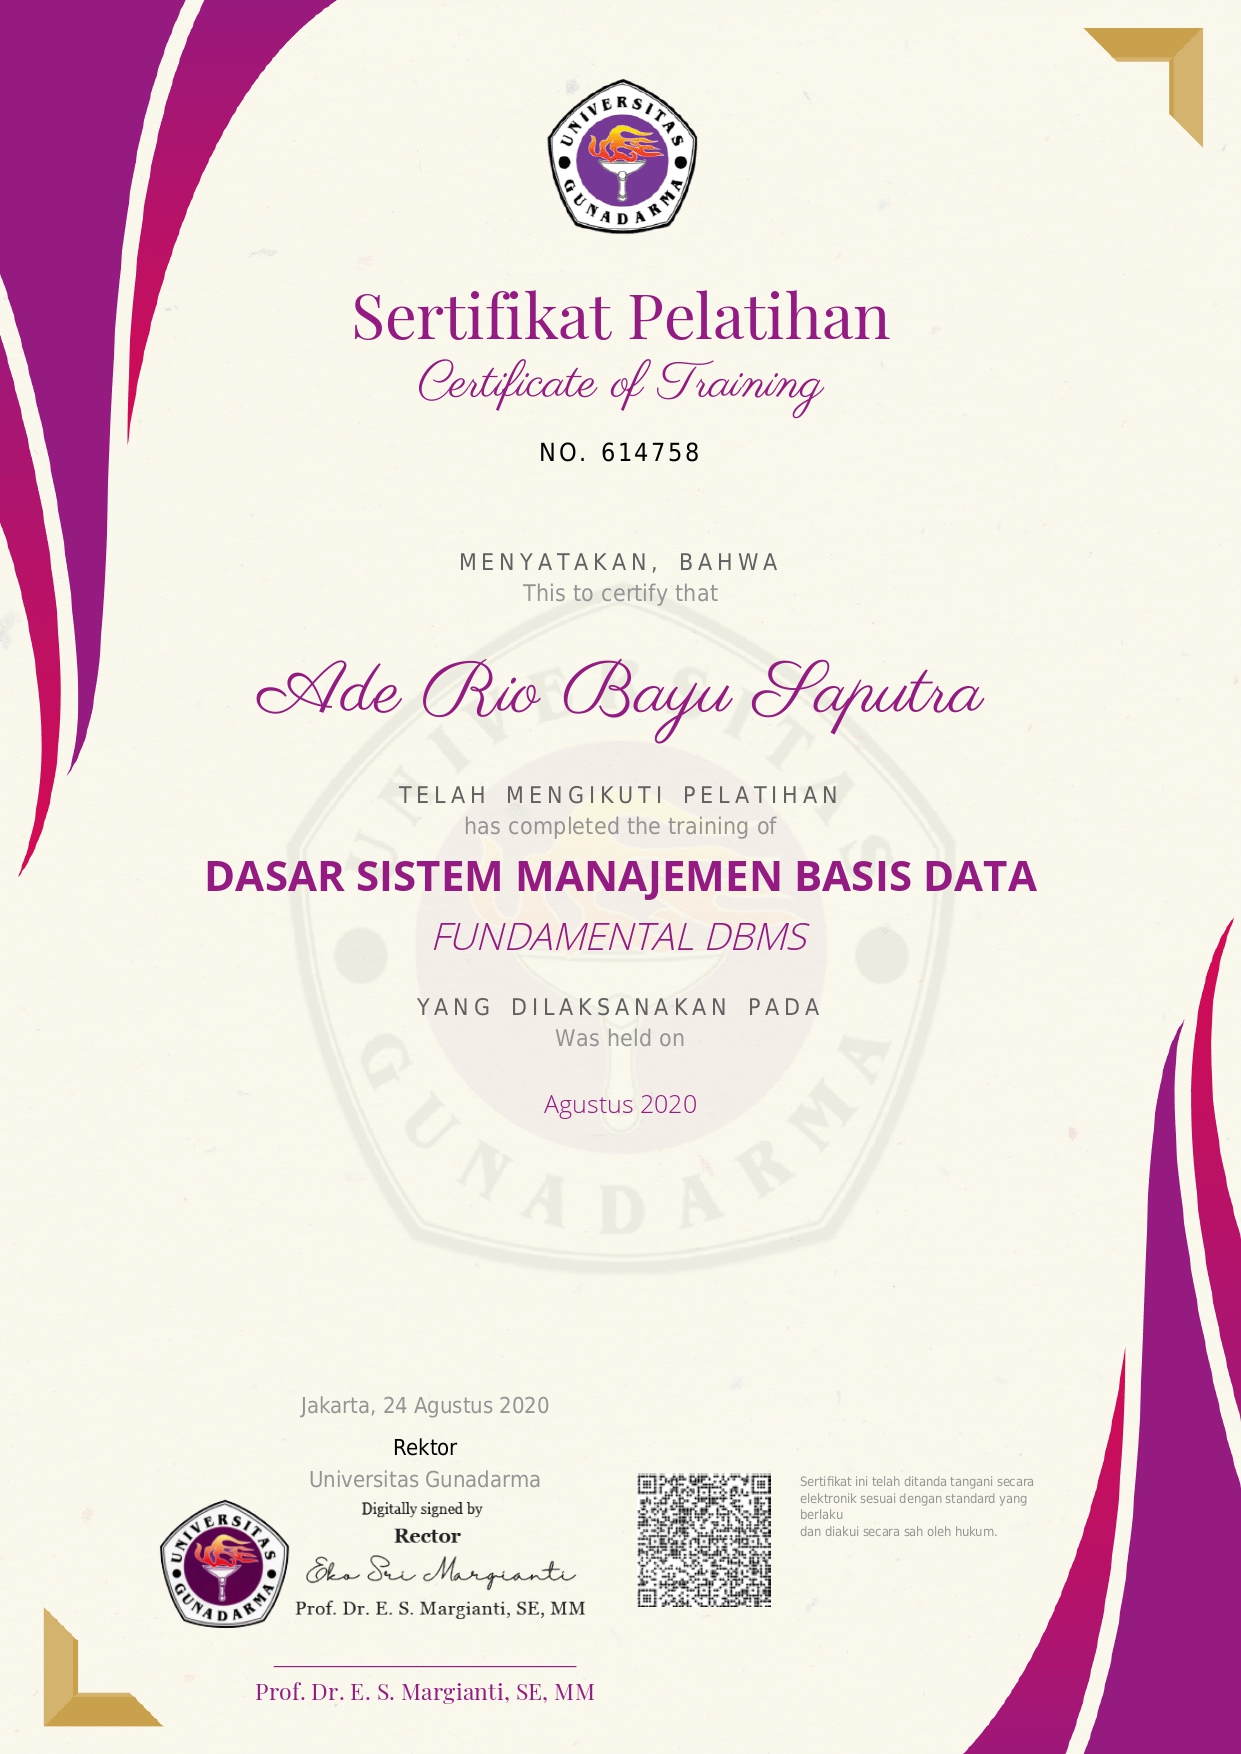 UNIVERSITAS GUNADARMA
Sertifikat Pelatihan
Certificate of Training
NO. 614758
MENYATAKAN, BAHWA
This to certify that
Ade Rio Bayu Saputra
TELAH MENGIKUTI PELATIHAN
has completed the training of
DASAR SISTEM MANAJEMEN BASIS DATA
FUNDAMENTAL DBMS
YANG DILAKSANAKAN PADA
Was held on
Agustus 2020
UNIVERSITAS GUNADARMA
Jakarta, 24 Agustus 2020
Rektor
Universitas Gunadarma
Digitally signed by
Rector
Eko Sri Margianti
Prof. Dr. E. S. Margianti, SE, MM
UNIVERSITAS GUNADARMA
Prof. Dr. E. S. Margianti, SE, MM
Sertifikat ini telah ditanda tangani secara
elektronik sesuai dengan standard yang
berlaku
dan diakui secara sah oleh hukum.